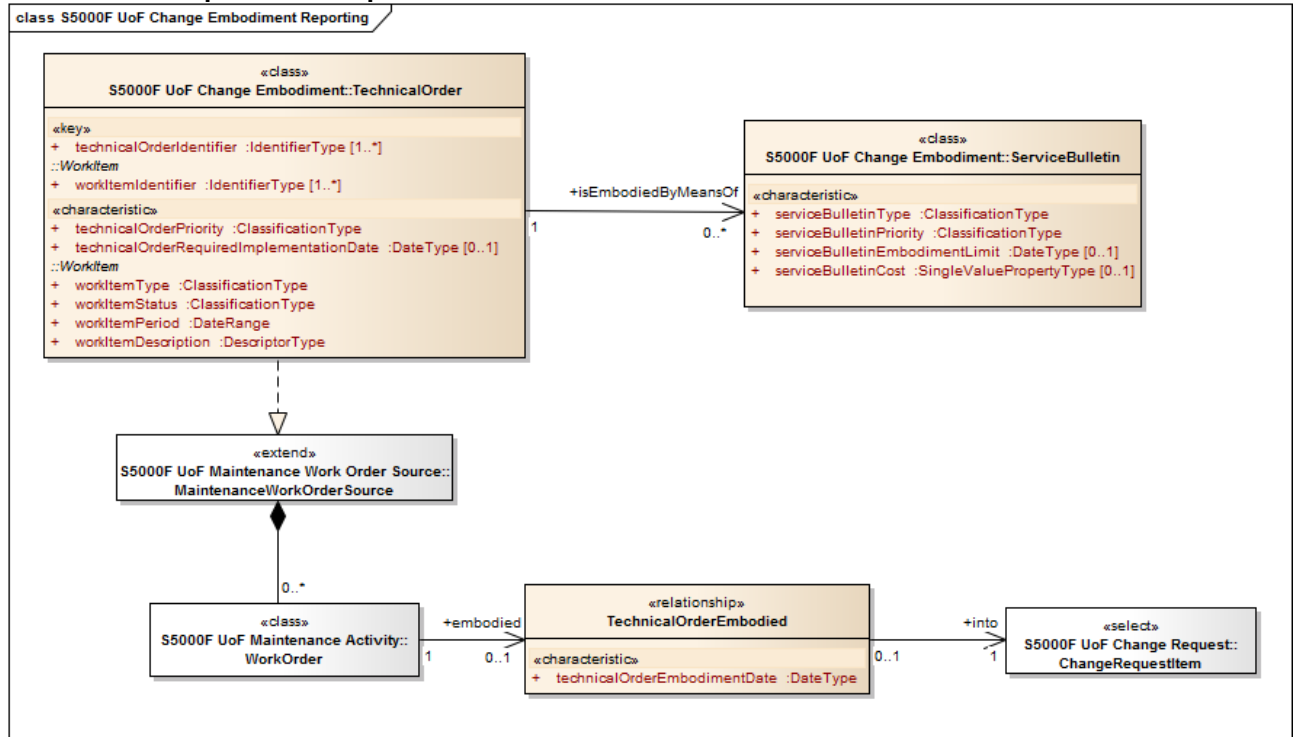 class S5000F UoF Change Embodiment Reporting
«class»
S5000F UoF Change Embodiment::TechnicalOrder
«key»
+ technicalOrderIdentifier :IdentifierType [1..*]
::WorkItem
+ workItemIdentifier :IdentifierType [1..*]
«characteristic»
+ technicalOrderPriority :ClassificationType
+ technicalOrderRequiredImplementationDate :DateType [0..1]
::WorkItem
+ workItemType :ClassificationType
+ workItemStatus :ClassificationType
+ workItemPeriod :DateRange
+ workItemDescription :DescriptorType
+isEmbodiedByMeansOf
1
0..*
«class»
S5000F UoF Change Embodiment::ServiceBulletin
«characteristic»
+ serviceBulletinType :ClassificationType
+ serviceBulletinPriority :ClassificationType
+ serviceBulletinEmbodimentLimit :DateType [0..1]
+ serviceBulletinCost :SingleValuePropertyType [0..1]
«extend»
S5000F UoF Maintenance Work Order Source::
MaintenanceWorkOrderSource
0..*
«class»
S5000F UoF Maintenance Activity::
WorkOrder
+embodied
1
0..1
«relationship»
TechnicalOrderEmbodied
«characteristic»
+ technicalOrderEmbodimentDate :DateType
+into
0..1
1
«select»
S5000F UoF Change Request::
ChangeRequestItem